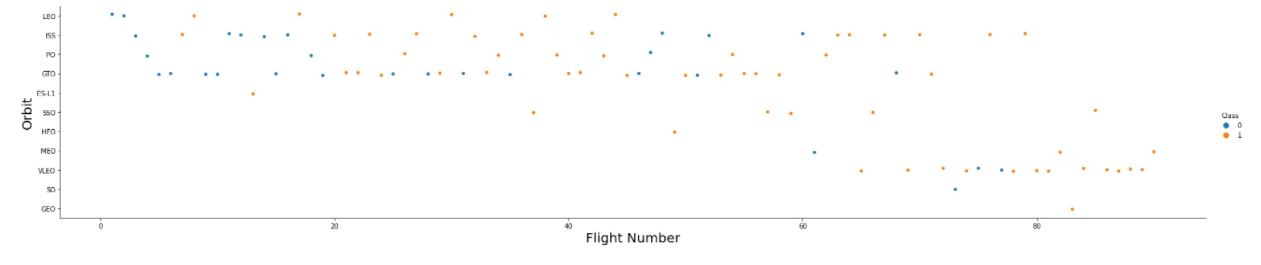 LEO
ISS
PO
GTO
ES-L1
SSO
HEO
MEO
VLEO
SO
GEO
Orbit
0 20 40 60 80
Flight Number
Class
0
1